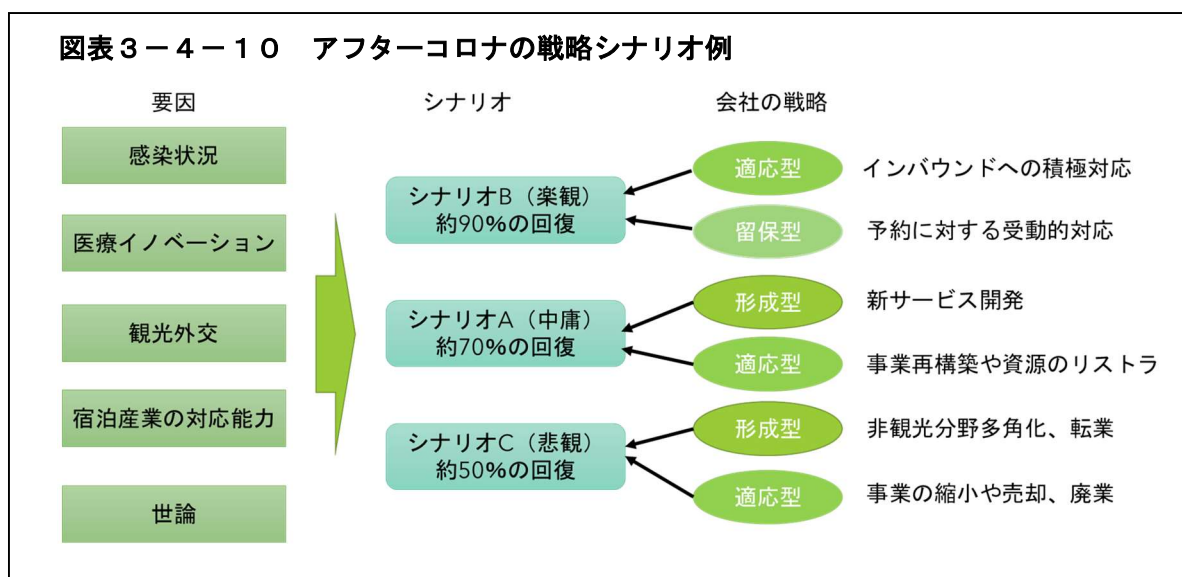 図表３－４－１０　アフターコロナの戦略シナリオ例
要因
シナリオ
会社の戦略
感染状況
医療イノベーション
観光外交
宿泊産業の対応能力
世論
シナリオB（楽観）
約90%の回復
適応型
インバウンドへの積極対応
留保型
予約に対する受動的対応
シナリオA（中庸）
約70%の回復
形成型
新サービス開発
適応型
事業再構築や資源のリストラ
シナリオC（悲観）
約50%の回復
形成型
非観光分野多角化、転業
適応型
事業の縮小や売却、廃業